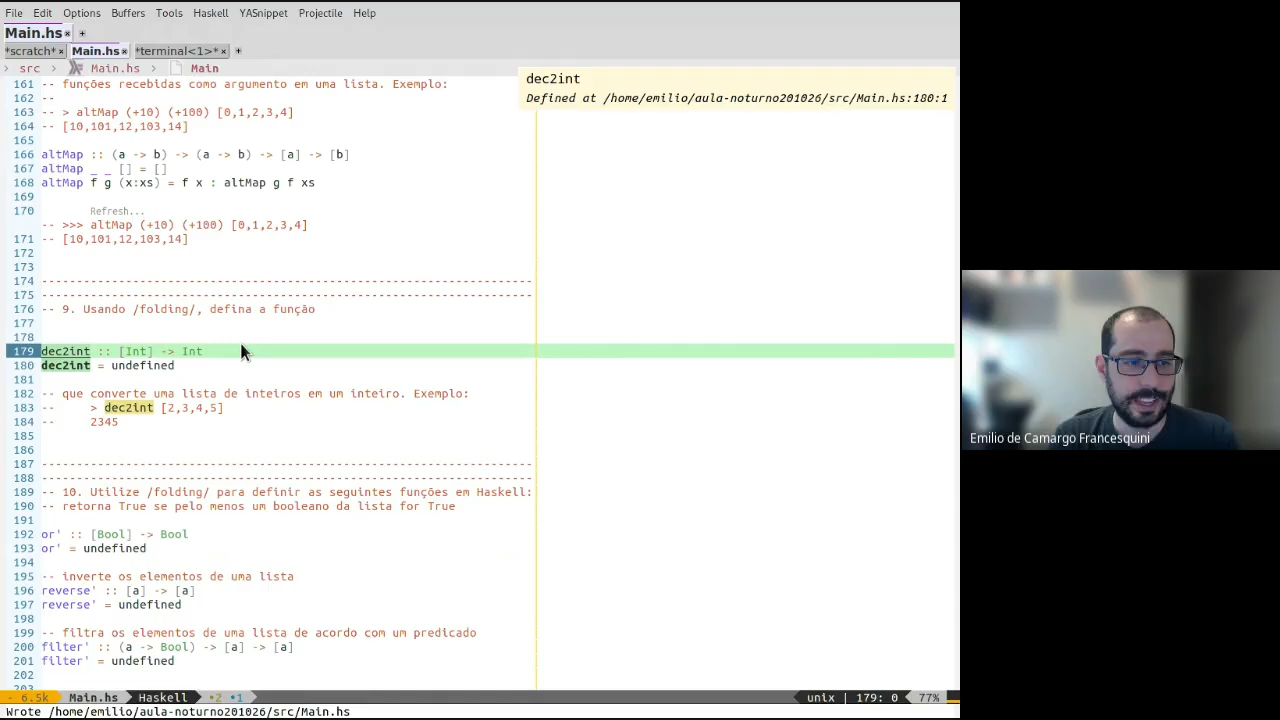 File Edit Options Buffers Tools Haskell YASnippet Projectile Help
Main.hs × +
*scratch* × Main.hs × *terminal<1>* × +
> src > Main.hs > Main
dec2int
Defined at /home/emilio/aula-noturno201026/src/Main.hs:180:1
161 -- funções recebidas como argumento em uma lista. Exemplo:
162 --
163 -- > altMap (+10) (+100) [0,1,2,3,4]
164 -- [10,101,12,103,14]
165
166 altMap :: (a -> b) -> (a -> b) -> [a] -> [b]
167 altMap _ _ [] = []
168 altMap f g (x:xs) = f x : altMap g f xs
169
170 Refresh...
-- >>> altMap (+10) (+100) [0,1,2,3,4]
171 -- [10,101,12,103,14]
172
173
174 ----------------------------------------------------------------------
175 ----------------------------------------------------------------------
176 -- 9. Usando /folding/, defina a função
177
178
179 dec2int :: [Int] -> Int
180 dec2int = undefined
181
182 -- que converte uma lista de inteiros em um inteiro. Exemplo:
183 --     > dec2int [2,3,4,5]
184 --     2345
185
186
187 ----------------------------------------------------------------------
188 ----------------------------------------------------------------------
189 -- 10. Utilize /folding/ para definir as seguintes funções em Haskell:
190 -- retorna True se pelo menos um booleano da lista for True
191
192 or' :: [Bool] -> Bool
193 or' = undefined
194
195 -- inverte os elementos de uma lista
196 reverse' :: [a] -> [a]
197 reverse' = undefined
198
199 -- filtra os elementos de uma lista de acordo com um predicado
200 filter' :: (a -> Bool) -> [a] -> [a]
201 filter' = undefined
202
203
- 6.5k Main.hs Haskell •2 •1 unix | 179: 0 77%
Wrote /home/emilio/aula-noturno201026/src/Main.hs
Emilio de Camargo Francesquini